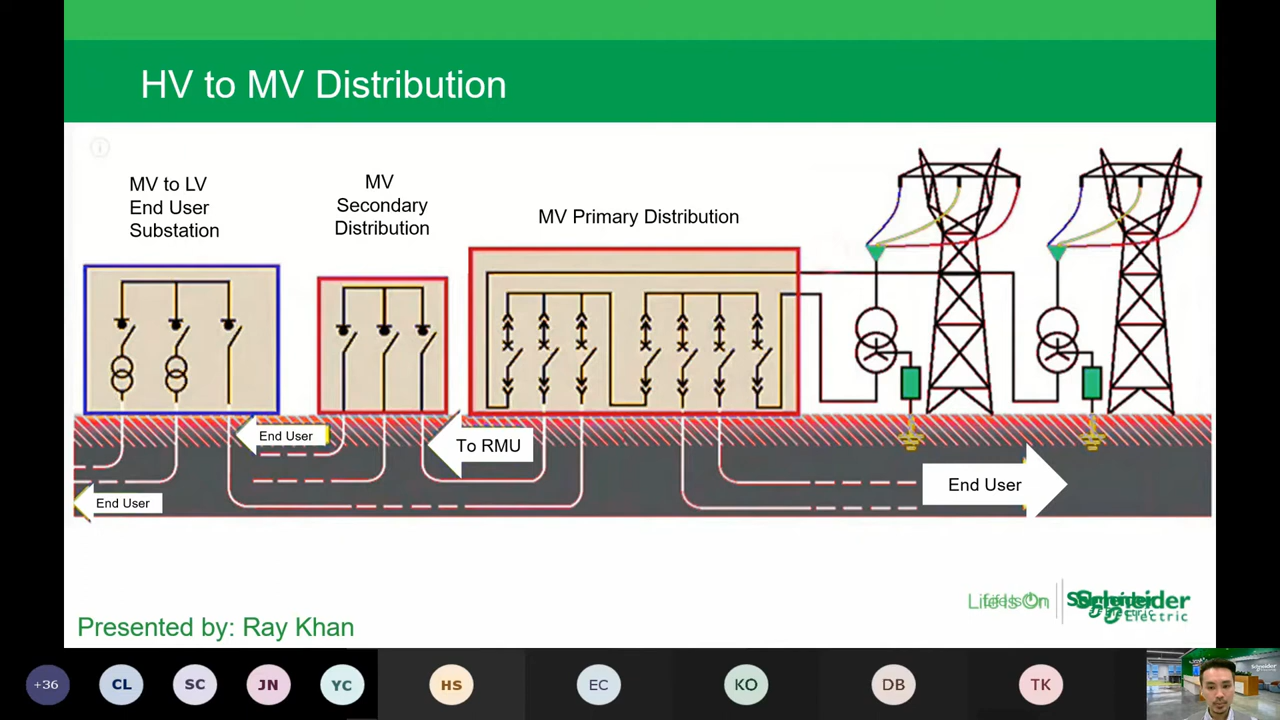 HV to MV Distribution
MV to LV
End User
Substation
MV
Secondary
Distribution
MV Primary Distribution
End User
To RMU
End User
End User
Schneider
Electric
Presented by: Ray Khan
+36
CL
SC
JN
YC
HS
EC
KO
DB
TK